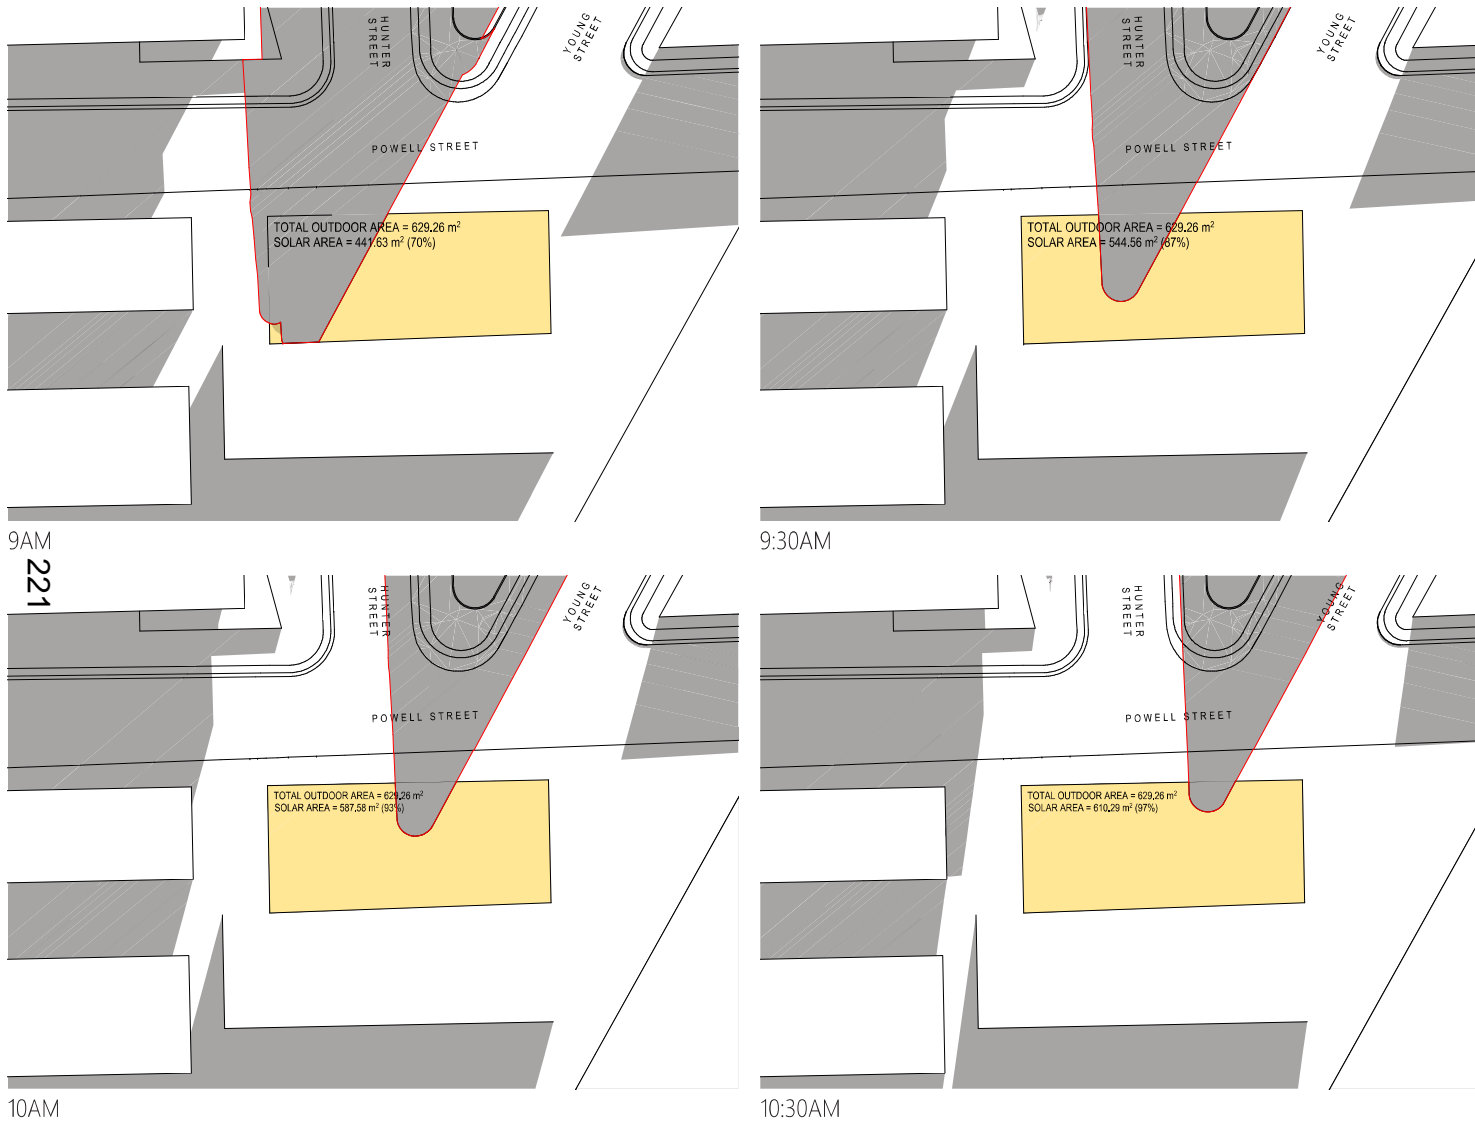 HUNTER
STREET
YOUNG
STREET
POWELL STREET
TOTAL OUTDOOR AREA = 629.26 m²
SOLAR AREA = 441.63 m² (70%)
9AM
HUNTER
STREET
YOUNG
STREET
POWELL STREET
TOTAL OUTDOOR AREA = 629.26 m²
SOLAR AREA = 544.56 m² (87%)
9:30AM
221
HUNTER
STREET
YOUNG
STREET
POWELL STREET
TOTAL OUTDOOR AREA = 629.26 m²
SOLAR AREA = 587.58 m² (93%)
10AM
HUNTER
STREET
YOUNG
STREET
POWELL STREET
TOTAL OUTDOOR AREA = 629.26 m²
SOLAR AREA = 610.29 m² (97%)
10:30AM